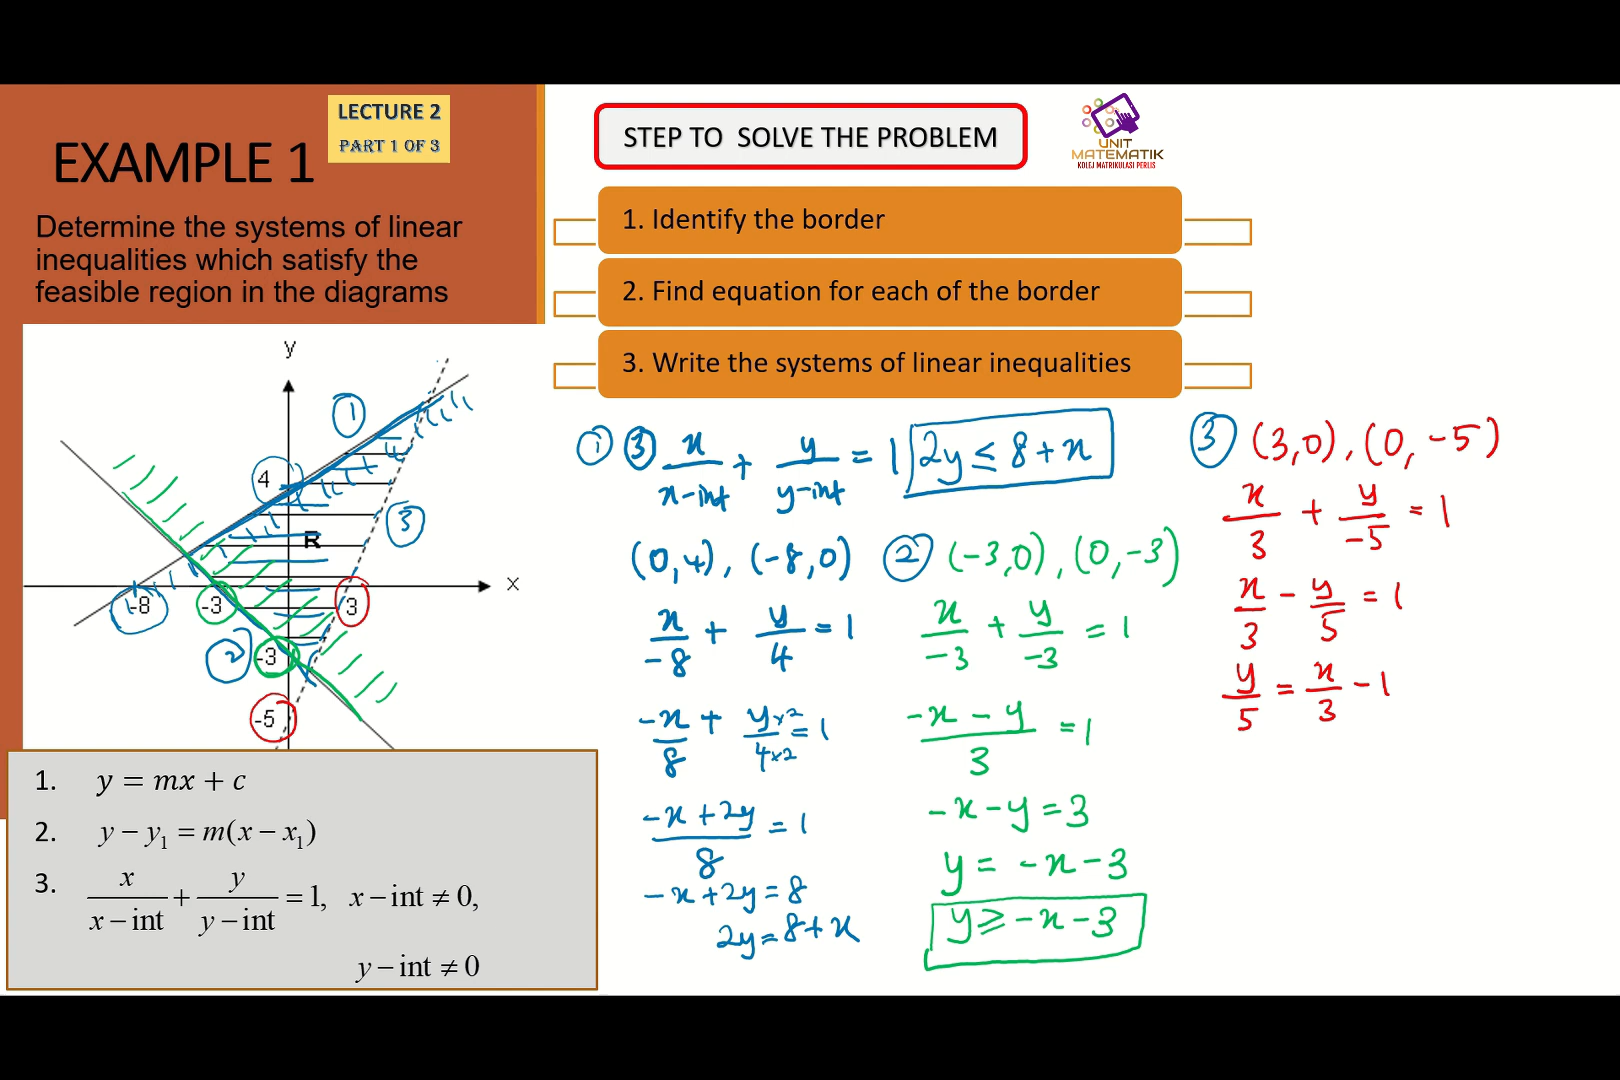 LECTURE 2
PART 1 OF 3
EXAMPLE 1
Determine the systems of linear
inequalities which satisfy the
feasible region in the diagrams
y
x
4
R
-8
-3
3
-3
-5
①
②
③
1. y = mx + c
2. y − y₁ = m(x − x₁)
3. x/(x − int) + y/(y − int) = 1, x − int ≠ 0,
y − int ≠ 0
STEP TO SOLVE THE PROBLEM
UNIT
MATEMATIK
KOLEJ MATRIKULASI PERLIS
1. Identify the border
2. Find equation for each of the border
3. Write the systems of linear inequalities
① ③ x/(x-int) + y/(y-int) = 1
2y ≤ 8 + x
(0,4), (-8,0)
x/-8 + y/4 = 1
-x/8 + y×2/4×2 = 1
(-x + 2y)/8 = 1
-x + 2y = 8
2y = 8 + x
② (-3,0), (0,-3)
x/-3 + y/-3 = 1
(-x - y)/3 = 1
-x - y = 3
y = -x - 3
y ≥ -x - 3
③ (3,0), (0,-5)
x/3 + y/-5 = 1
x/3 - y/5 = 1
y/5 = x/3 - 1